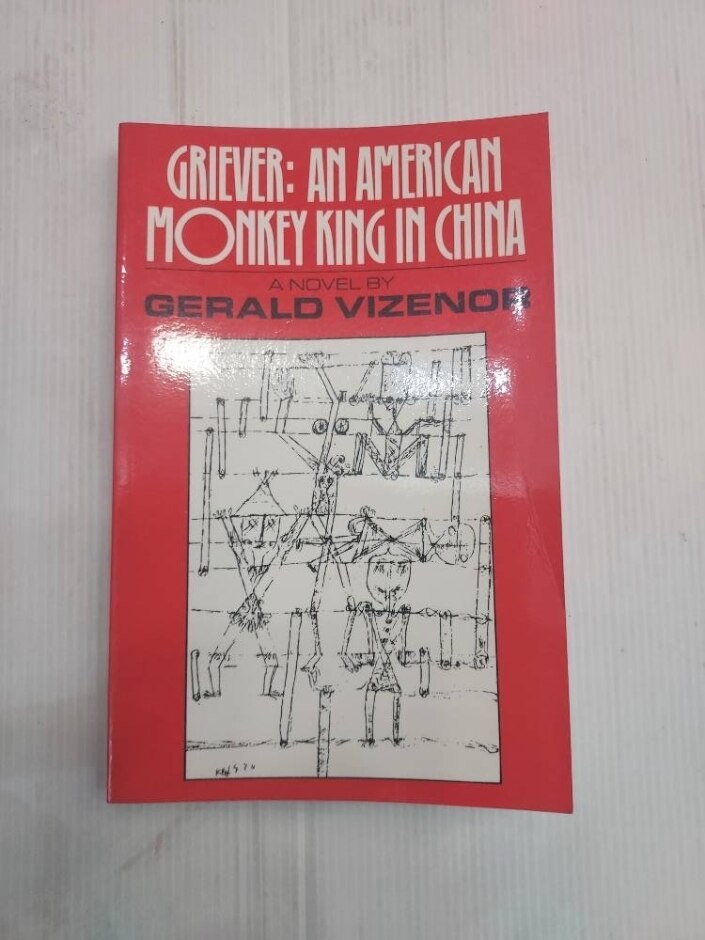 GRIEVER: AN AMERICAN
MONKEY KING IN CHINA
A NOVEL BY
GERALD VIZENOR